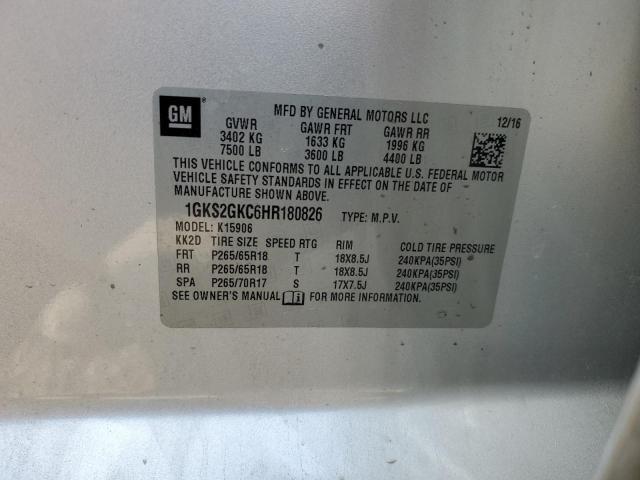 GM ® MFD BY GENERAL MOTORS LLC 12/16
GVWR GAWR FRT GAWR RR
3402 KG 1633 KG 1996 KG
7500 LB 3600 LB 4400 LB
THIS VEHICLE CONFORMS TO ALL APPLICABLE U.S. FEDERAL MOTOR
VEHICLE SAFETY STANDARDS IN EFFECT ON THE DATE OF
MANUFACTURE SHOWN ABOVE.
1GKS2GKC6HR180826 TYPE: M.P.V.
MODEL: K15906
KK2D TIRE SIZE SPEED RTG RIM COLD TIRE PRESSURE
FRT P265/65R18 T 18X8.5J 240KPA(35PSI)
RR P265/65R18 T 18X8.5J 240KPA(35PSI)
SPA P265/70R17 S 17X7.5J 240KPA(35PSI)
SEE OWNER'S MANUAL FOR MORE INFORMATION.